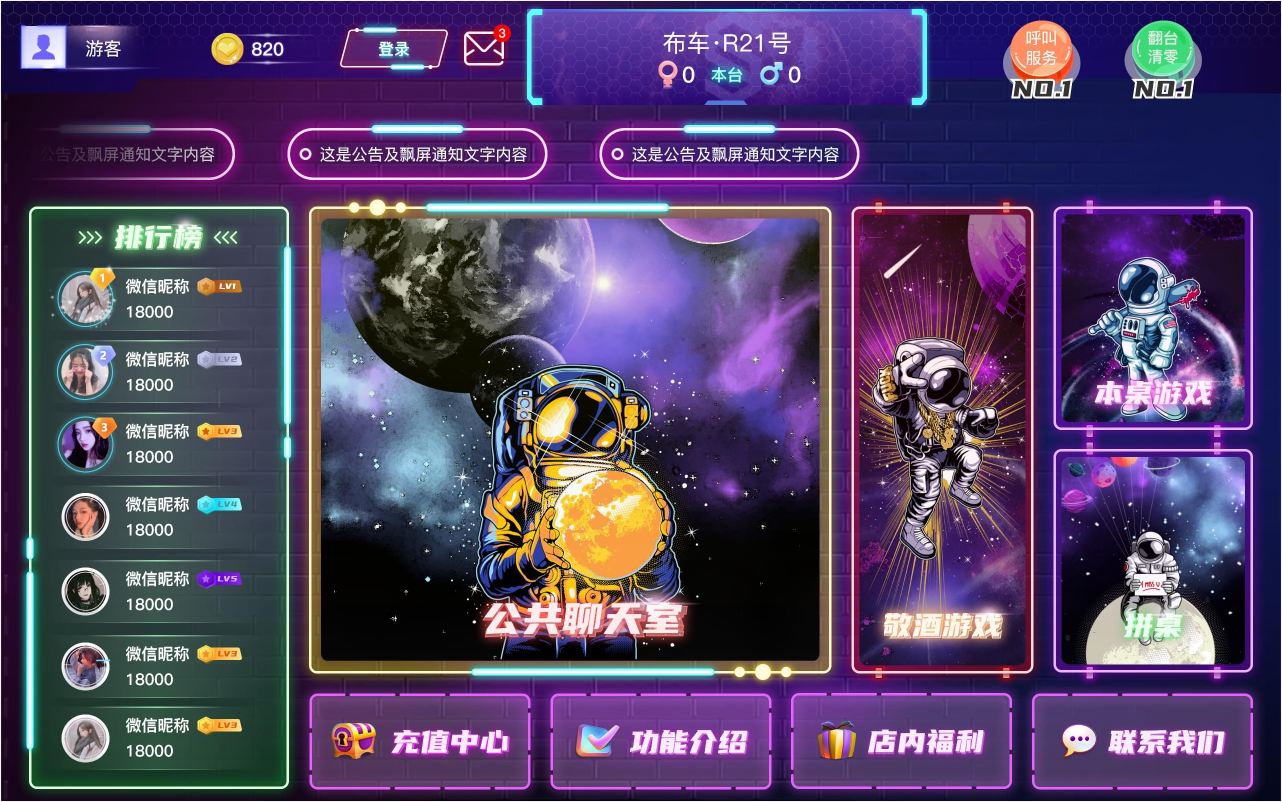 游客
820
登录
3
布车·R21号
0 本台 0
呼叫
服务
NO.1
翻台
清零
NO.1
公告及飘屏通知文字内容
这是公告及飘屏通知文字内容
这是公告及飘屏通知文字内容
>>> 排行榜 <<<
1
微信昵称 LV1
18000
2
微信昵称 LV2
18000
3
微信昵称 LV3
18000
微信昵称 LV4
18000
微信昵称 LV5
18000
微信昵称 LV3
18000
微信昵称 LV3
18000
公共聊天室
敬酒游戏
本桌游戏
MISS U
拼桌
充值中心
功能介绍
店内福利
联系我们